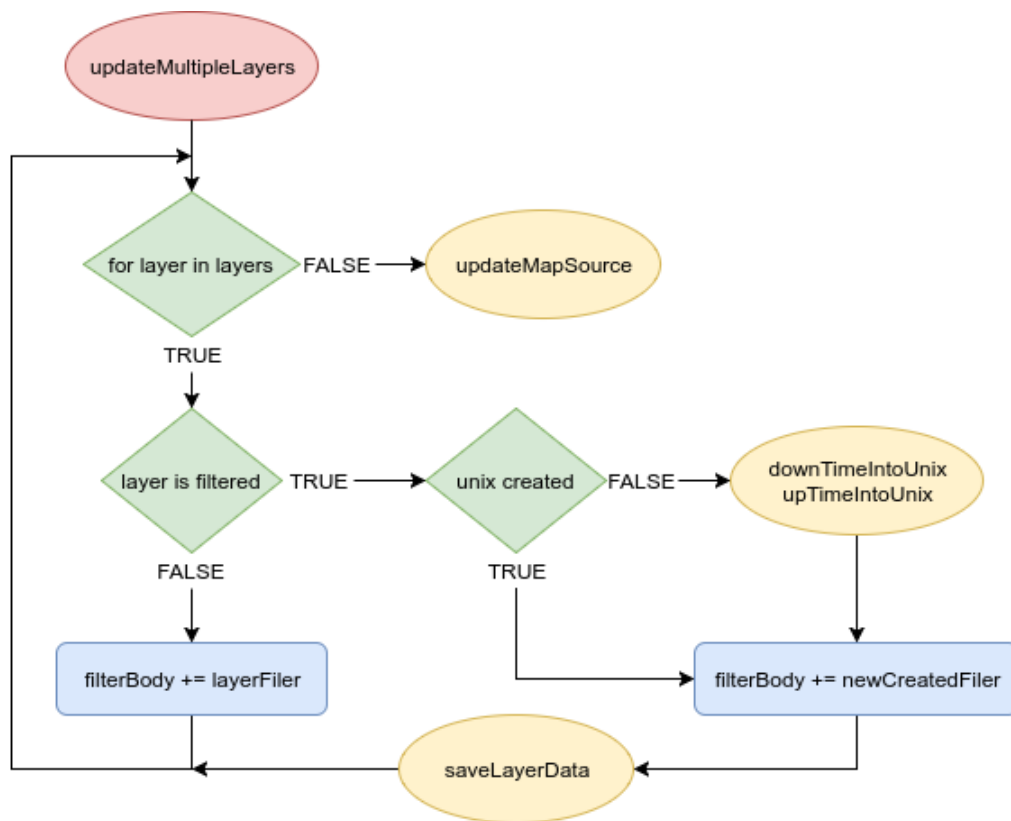 updateMultipleLayers
for layer in layers
FALSE
updateMapSource
TRUE
layer is filtered
TRUE
unix created
FALSE
downTimeIntoUnix
upTimeIntoUnix
FALSE
TRUE
filterBody += layerFiler
filterBody += newCreatedFiler
saveLayerData